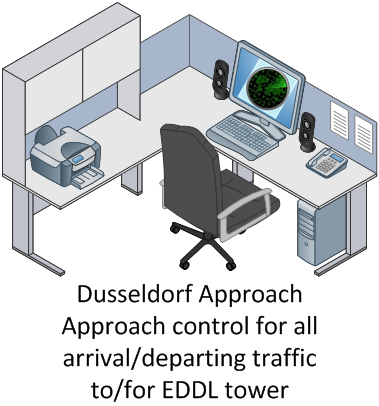 Dusseldorf Approach
Approach control for all
arrival/departing traffic
to/for EDDL tower